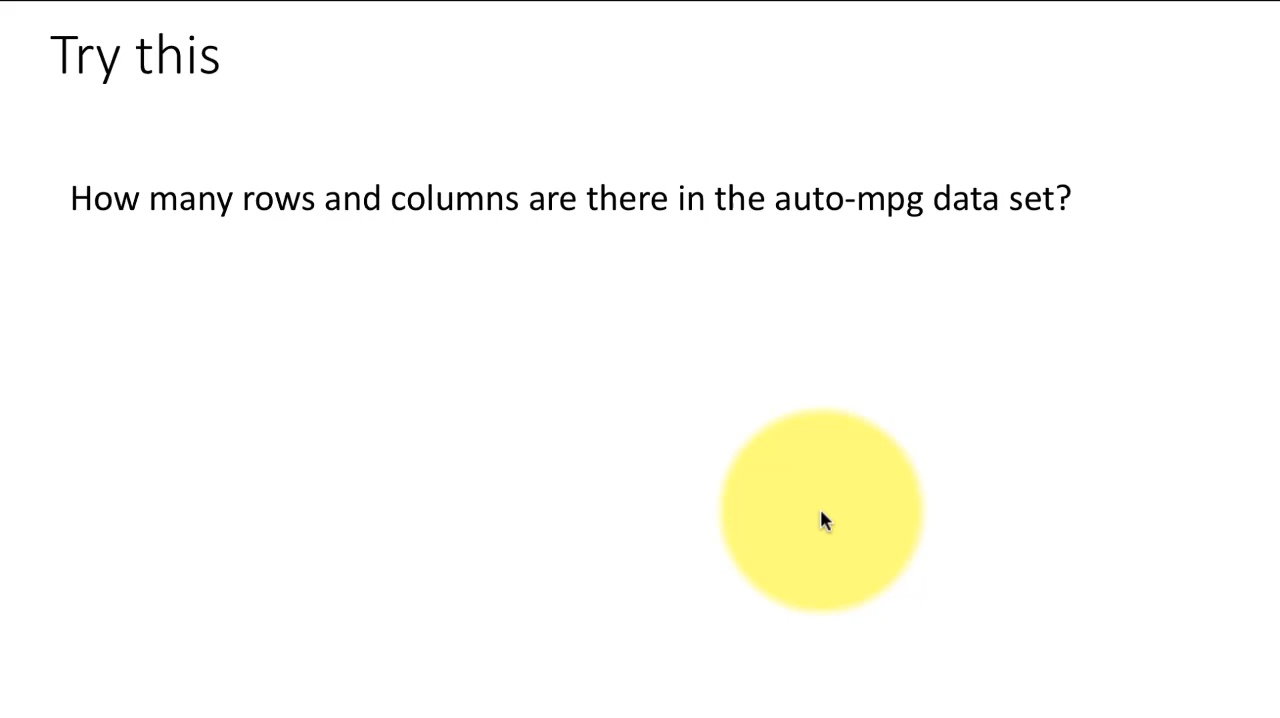 Try this
How many rows and columns are there in the auto-mpg data set?